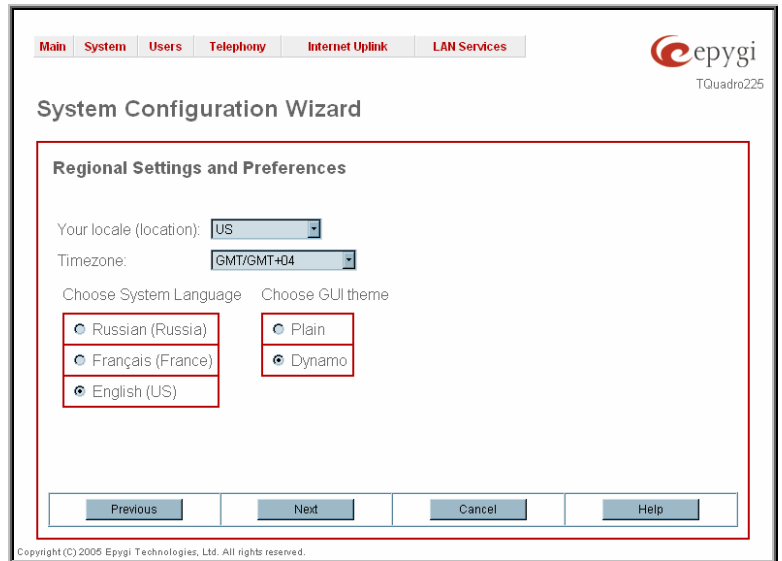 Main System Users Telephony Internet Uplink LAN Services
epygi
TQuadro225
System Configuration Wizard
Regional Settings and Preferences
Your locale (location): US
Timezone: GMT/GMT+04
Choose System Language Choose GUI theme
Russian (Russia) Plain
Français (France) Dynamo
English (US)
Previous Next Cancel Help
Copyright (C) 2005 Epygi Technologies, Ltd. All rights reserved.